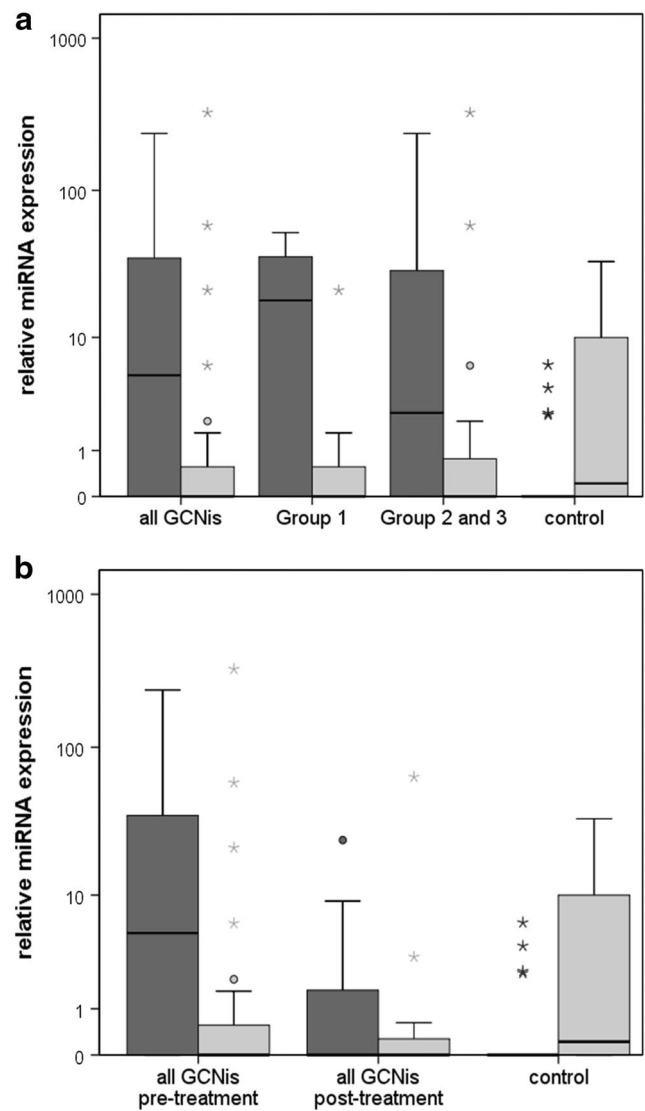 a
relative miRNA expression
1000
100
10
1
0
all GCNis Group 1 Group 2 and 3 control
b
relative miRNA expression
1000
100
10
1
0
all GCNis all GCNis control
pre-treatment post-treatment